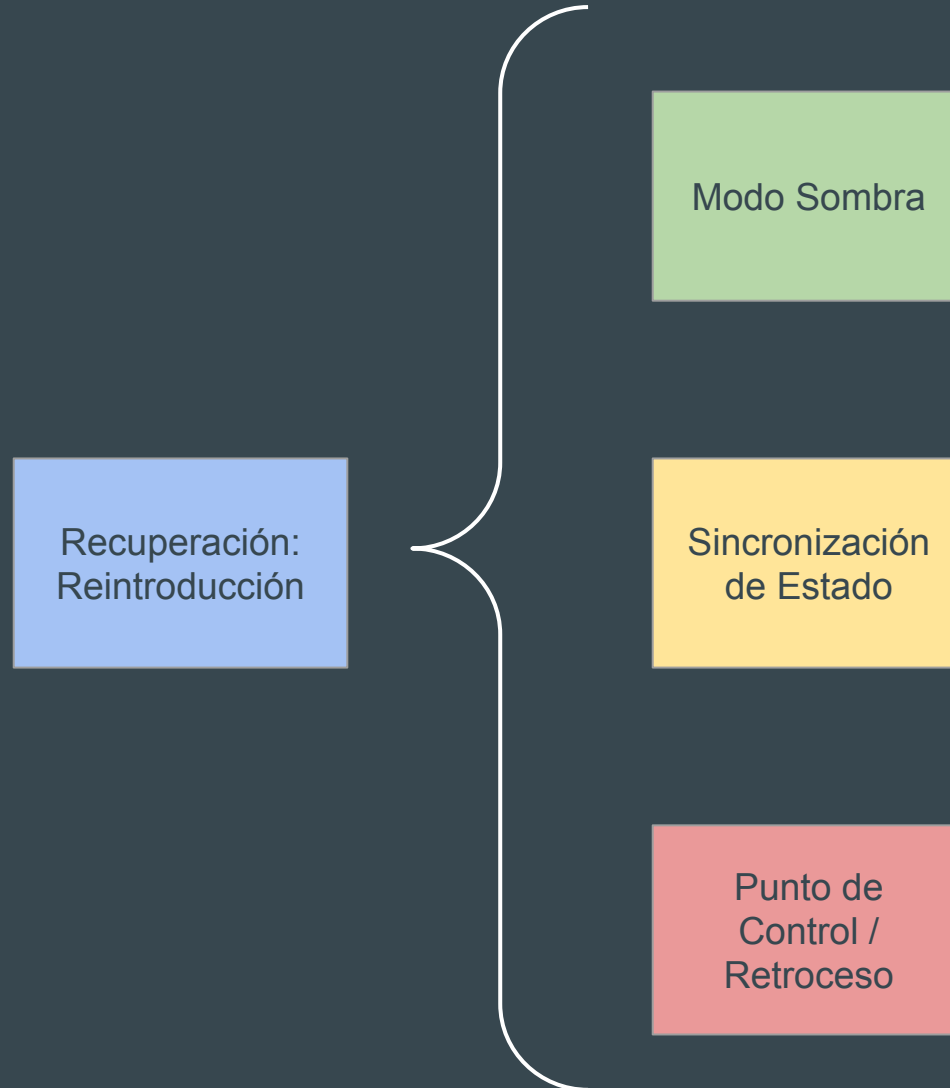 Modo Sombra
Recuperación:
Reintroducción
Sincronización
de Estado
Punto de
Control /
Retroceso